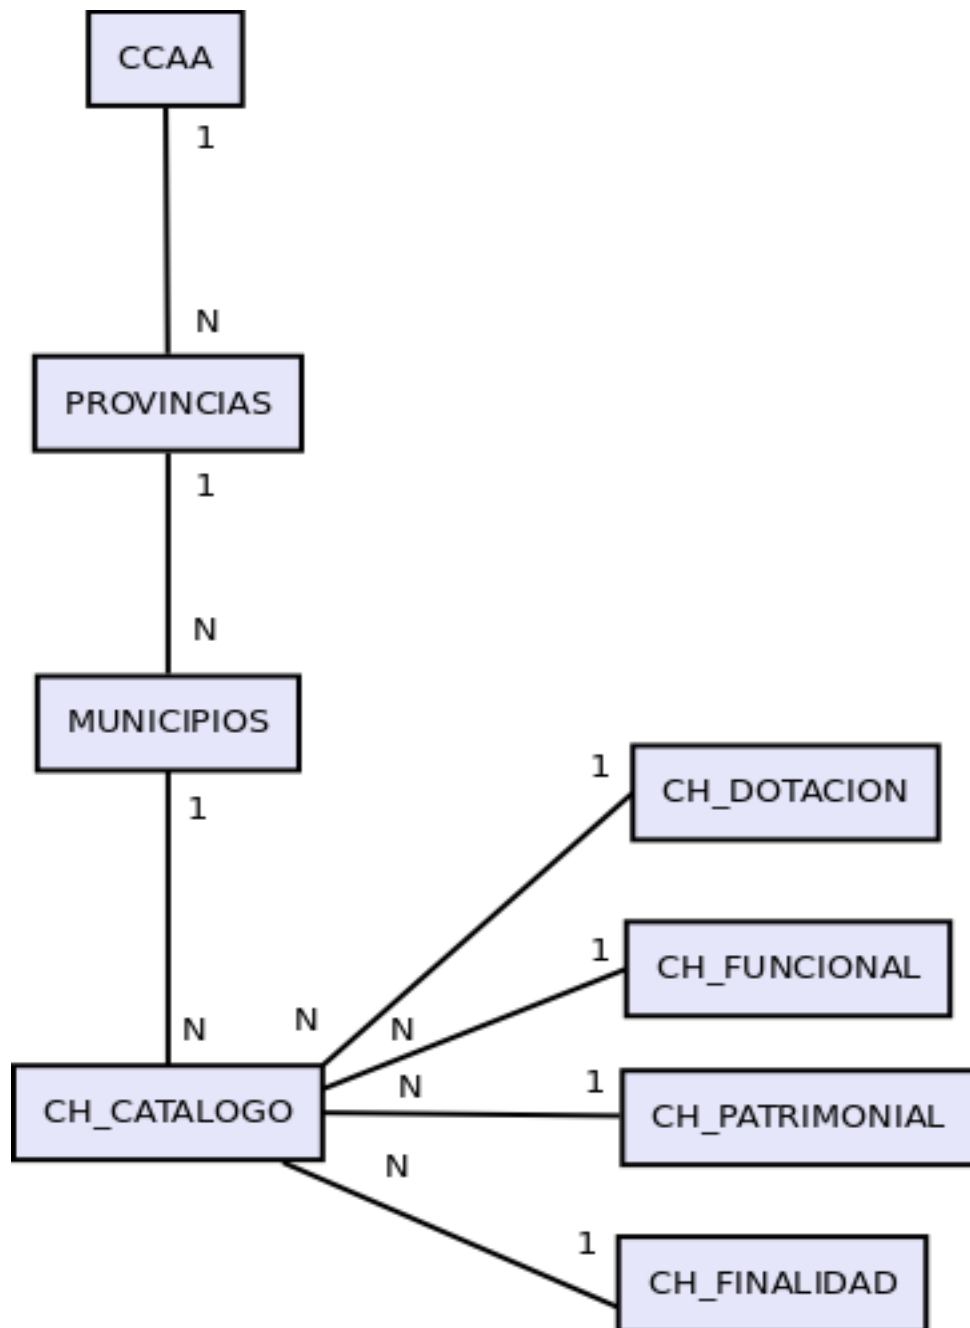 CCAA
1
N
PROVINCIAS
1
N
MUNICIPIOS
1
N
1
CH_DOTACION
N
1
CH_FUNCIONAL
N
CH_CATALOGO
N
1
CH_PATRIMONIAL
N
1
CH_FINALIDAD